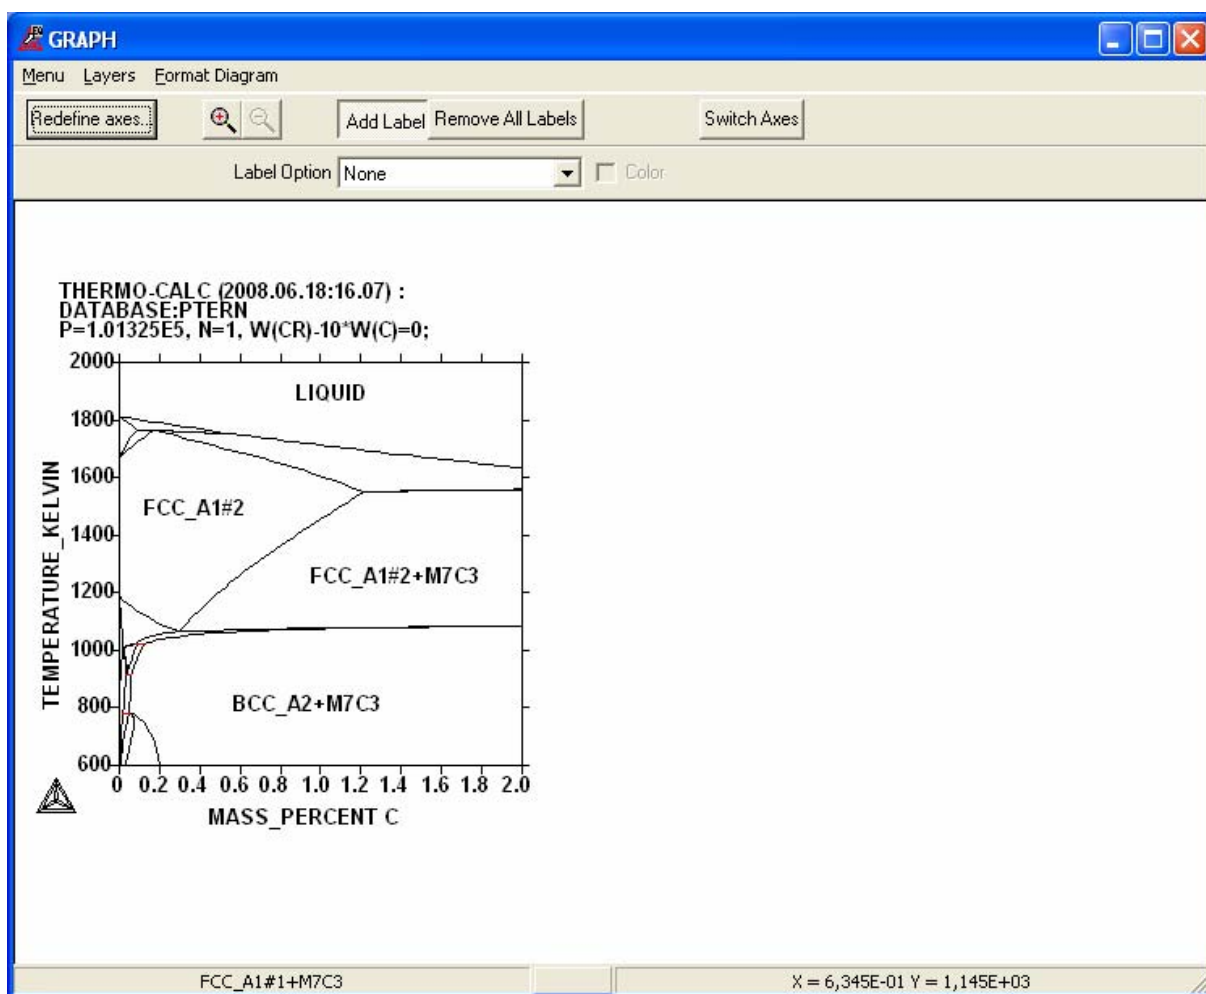 GRAPH
Menu Layers Format Diagram
Redefine axes... Add Label Remove All Labels Switch Axes
Label Option None Color
THERMO-CALC (2008.06.18:16.07) :
DATABASE:PTERN
P=1.01325E5, N=1, W(CR)-10*W(C)=0;
2000
LIQUID
1800
1600
FCC_A1#2
1400
FCC_A1#2+M7C3
1200
1000
BCC_A2+M7C3
800
600
TEMPERATURE_KELVIN
0 0.2 0.4 0.6 0.8 1.0 1.2 1.4 1.6 1.8 2.0
MASS_PERCENT C
FCC_A1#1+M7C3 X = 6,345E-01 Y = 1,145E+03